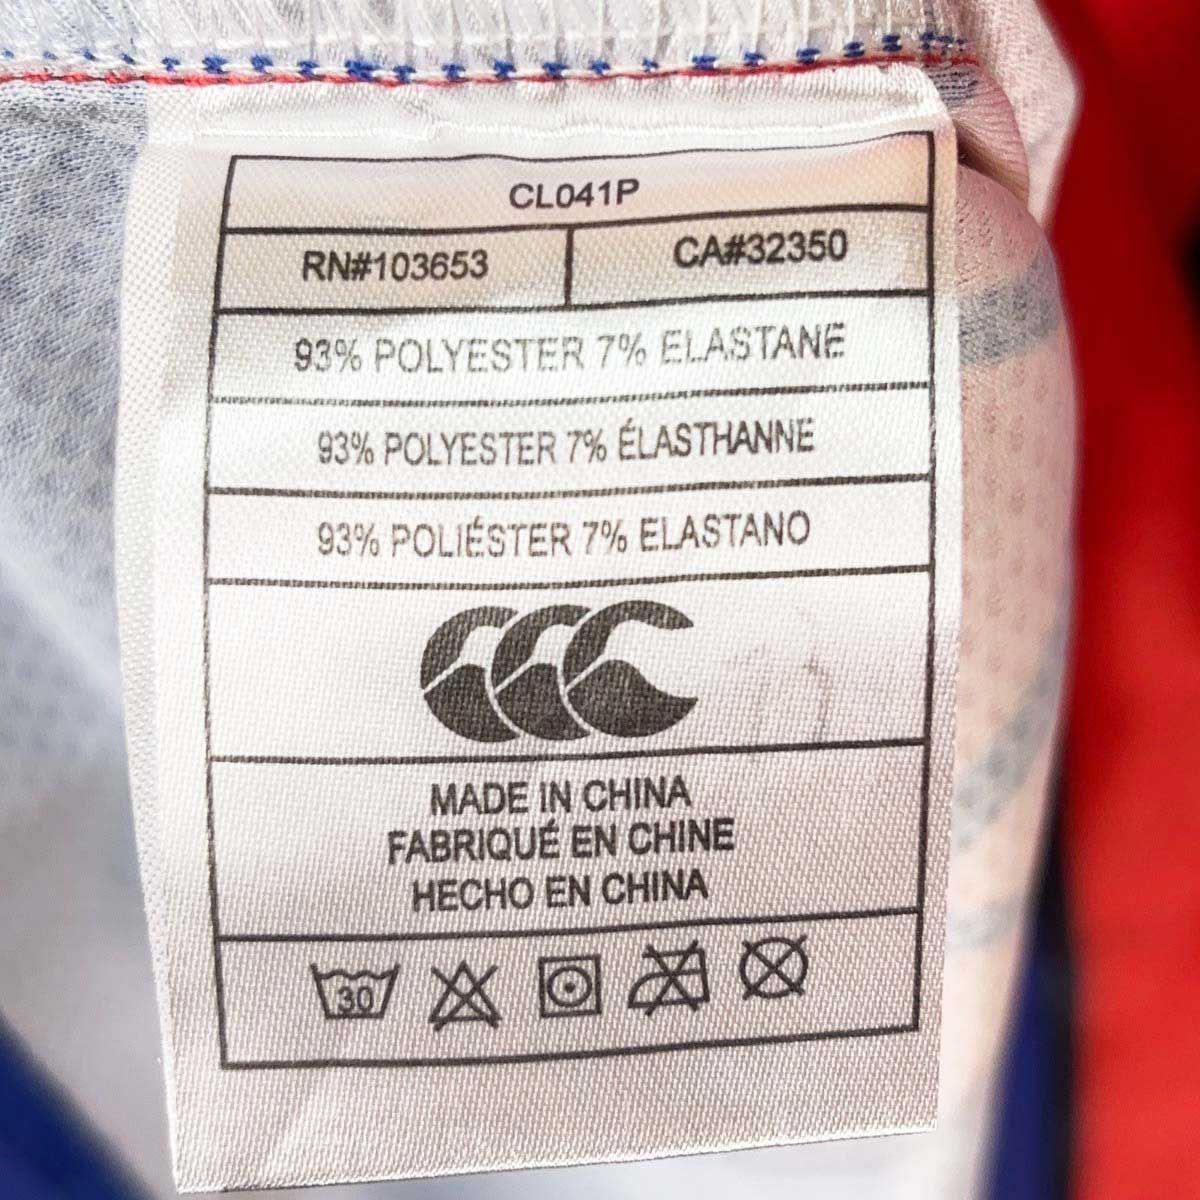 CL041P
RN#103653 CA#32350
93% POLYESTER 7% ELASTANE
93% POLYESTER 7% ÉLASTHANNE
93% POLIÉSTER 7% ELASTANO
MADE IN CHINA
FABRIQUÉ EN CHINE
HECHO EN CHINA
30